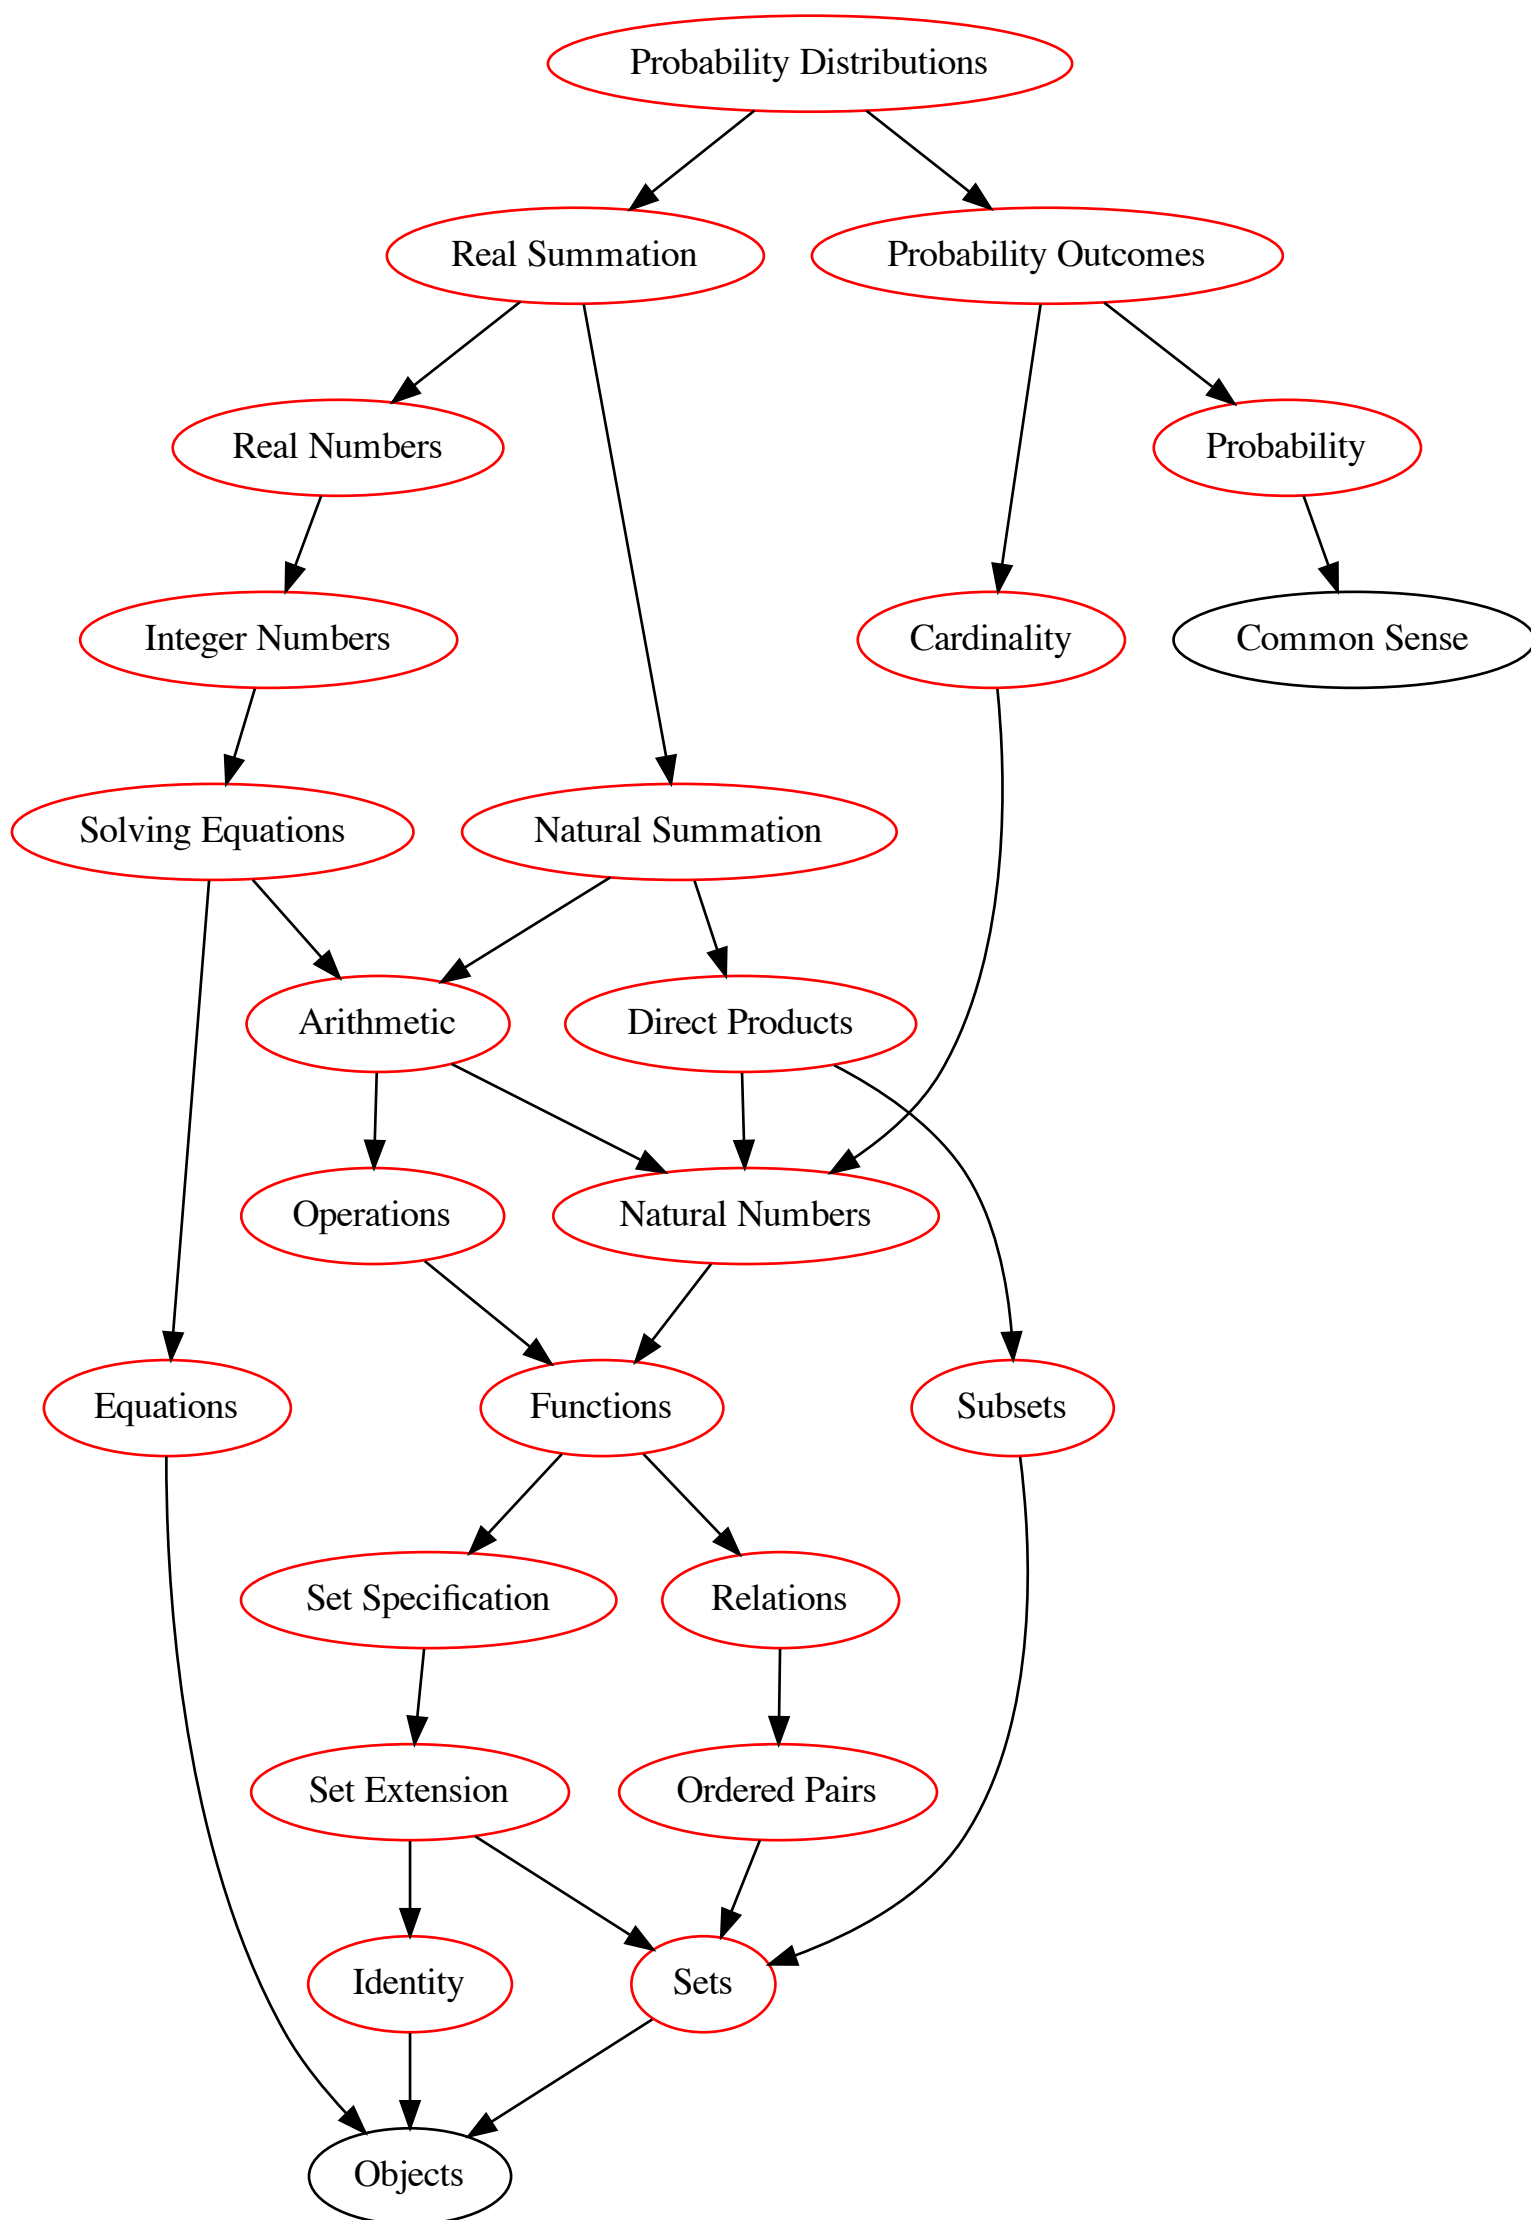 Probability Distributions
Real Summation
Probability Outcomes
Real Numbers
Probability
Integer Numbers
Cardinality
Common Sense
Solving Equations
Natural Summation
Arithmetic
Direct Products
Operations
Natural Numbers
Equations
Functions
Subsets
Set Specification
Relations
Set Extension
Ordered Pairs
Identity
Sets
Objects